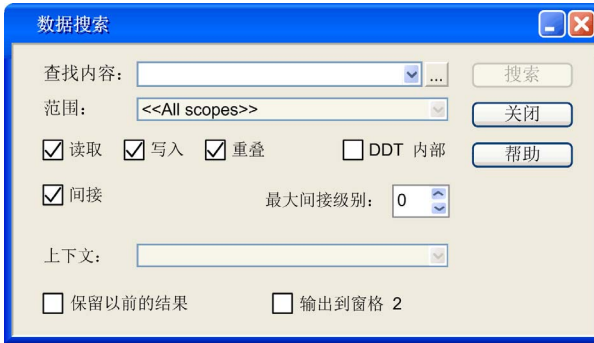 数据搜索
查找内容： ... 搜索
范围： <<All scopes>> 关闭
读取 写入 重叠 DDT 内部 帮助
间接 最大间接级别： 0
上下文：
保留以前的结果 输出到窗格 2